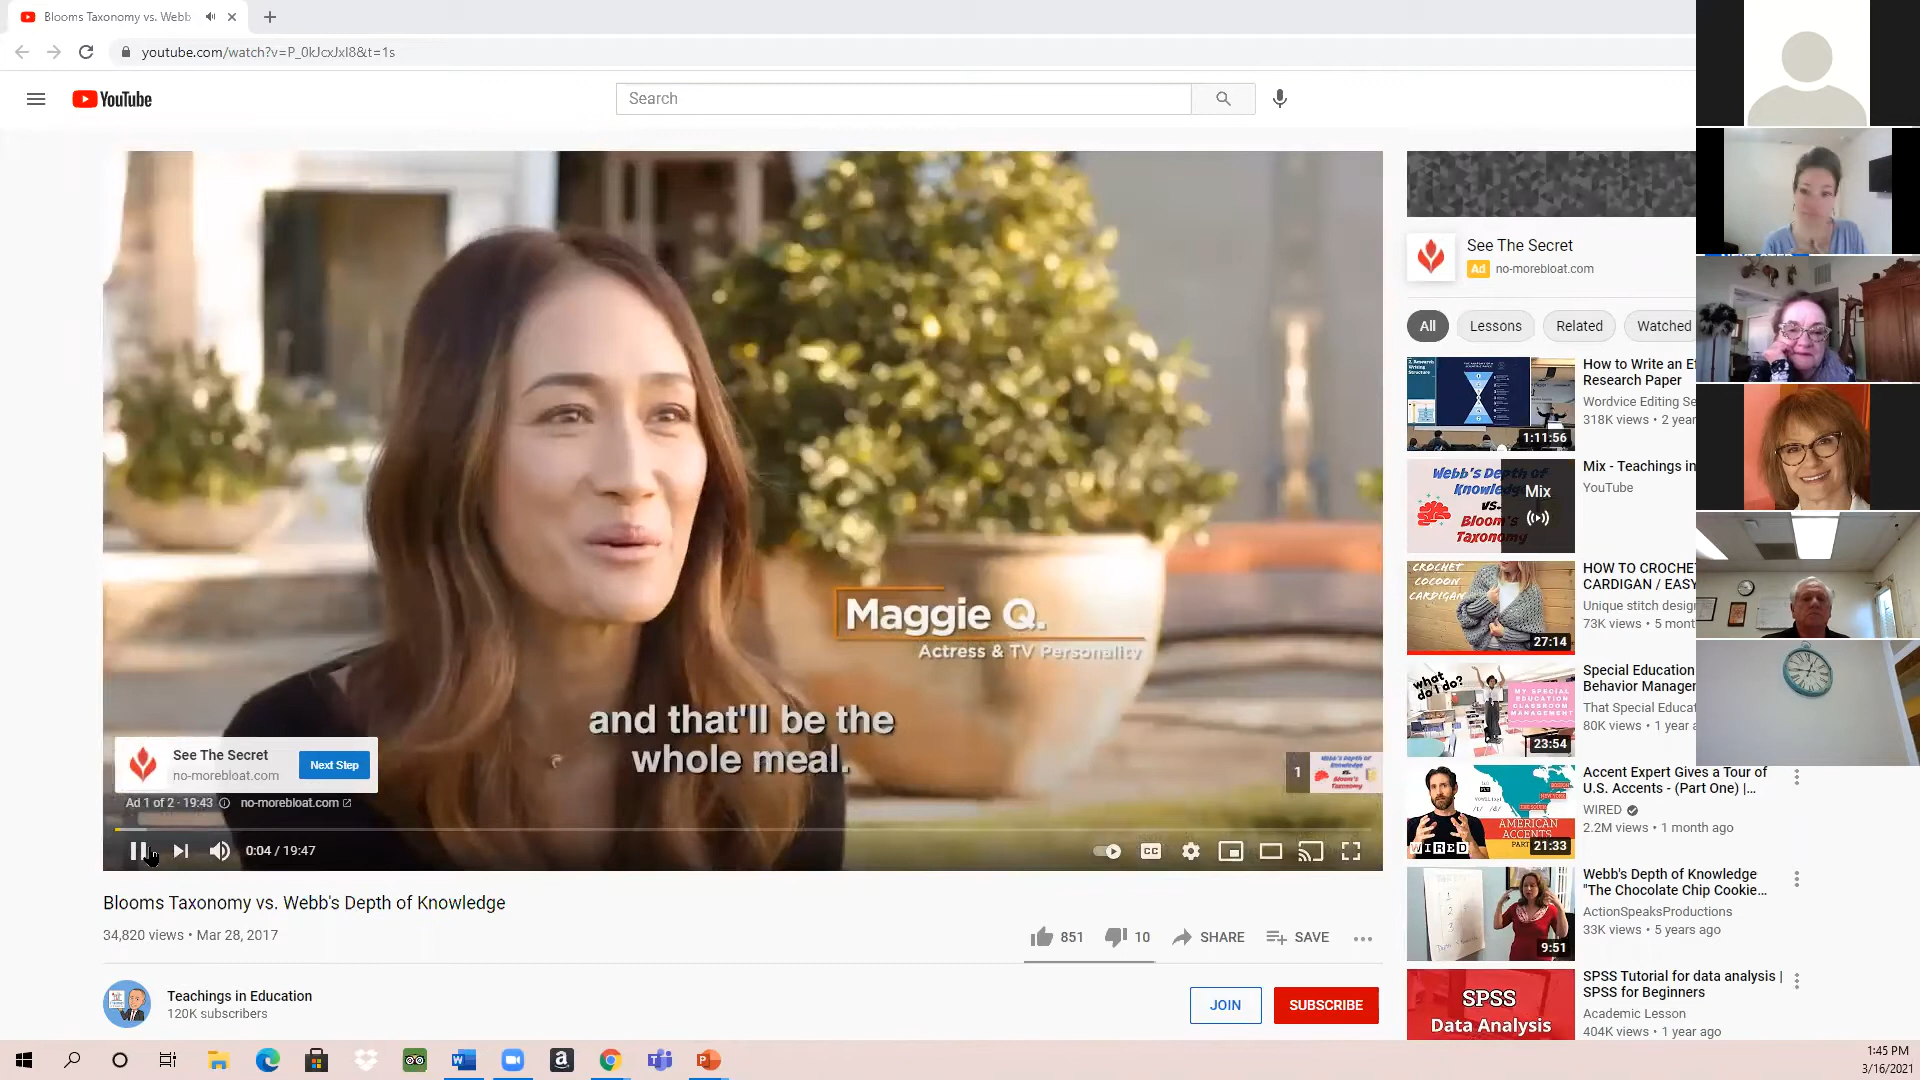 Blooms Taxonomy vs. Webb
youtube.com/watch?v=P_0kJcxJxI8&t=1s
YouTube
Search
Maggie Q.
Actress & TV Personality
and that'll be the
whole meal.
See The Secret
no-morebloat.com
Next Step
Ad 1 of 2 · 19:43
no-morebloat.com
1
0:04 / 19:47
CC
Blooms Taxonomy vs. Webb's Depth of Knowledge
34,820 views • Mar 28, 2017
851
10
SHARE
SAVE
Teachings in Education
120K subscribers
JOIN
SUBSCRIBE
See The Secret
Ad no-morebloat.com
All
Lessons
Related
Watched
1:11:56
How to Write an Ef
Research Paper
Wordvice Editing Se
318K views • 2 year
Webb's Depth of
Knowledge
vs.
Bloom's
Taxonomy
Mix
Mix - Teachings in
YouTube
CROCHET
COCOON
CARDIGAN
27:14
HOW TO CROCHET
CARDIGAN / EASY
Unique stitch design
73K views • 5 mont
what
do I do?
MY SPECIAL
EDUCATION
CLASSROOM
MANAGEMENT
23:54
Special Education
Behavior Manager
That Special Educat
80K views • 1 year a
AMERICAN
ACCENTS
WIRED
21:33
Accent Expert Gives a Tour of
U.S. Accents - (Part One) |...
WIRED
2.2M views • 1 month ago
9:51
Webb's Depth of Knowledge
"The Chocolate Chip Cookie...
ActionSpeaksProductions
33K views • 5 years ago
SPSS
Data Analysis
SPSS Tutorial for data analysis |
SPSS for Beginners
Academic Lesson
404K views • 1 year ago
1:45 PM
3/16/2021